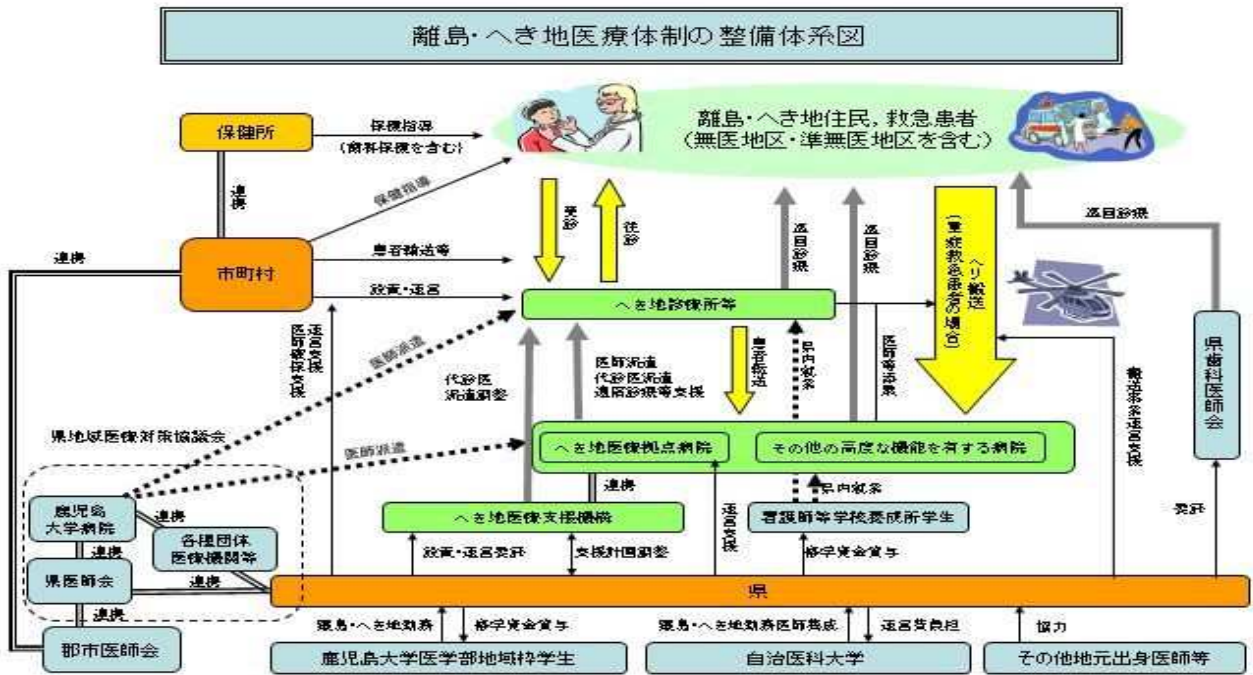 離島・へき地医療体制の整備体系図
保健所
保健指導
(歯科保健を含む)
離島・へき地住民，救急患者
(無医地区・準無医地区を含む)
連携
保健指導
受診
往診
巡回診療
巡回診療
ヘリ搬送
(重症救急患者の場合)
巡回診療
連携
市町村
患者輸送等
設置・運営
へき地診療所等
運営支援
医師確保支援
医師派遣
代診医
派遣調整
医師派遣
代診医派遣
遠隔診療等支援
患者輸送
県内就業
医師等添乗
搬送系統運営支援
県歯科医師会
県地域医療対策協議会
医師派遣
へき地医療拠点病院
その他の高度な機能を有する病院
連携
県内就業
鹿児島
大学病院
連携
各種団体
医療機関等
へき地医療支援機構
運営支援
看護師等学校養成所学生
委託
連携
設置・運営委託
支援計画調整
修学資金貸与
県医師会
連携
県
連携
離島・へき地勤務
修学資金貸与
離島・へき地勤務医師養成
運営費負担
協力
郡市医師会
鹿児島大学医学部地域枠学生
自治医科大学
その他地元出身医師等